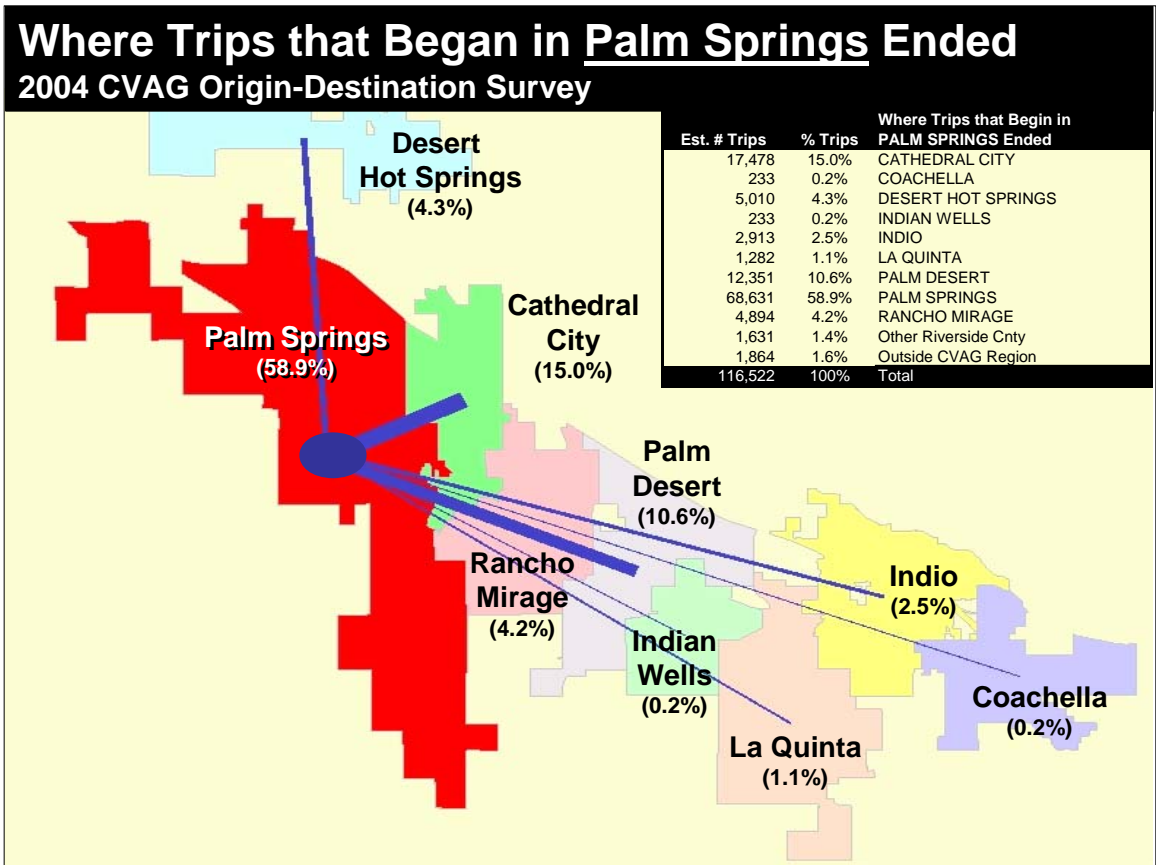 Where Trips that Began in Palm Springs Ended
2004 CVAG Origin-Destination Survey
Where Trips that Begin in
Est. # Trips % Trips PALM SPRINGS Ended
17,478 15.0% CATHEDRAL CITY
233 0.2% COACHELLA
5,010 4.3% DESERT HOT SPRINGS
233 0.2% INDIAN WELLS
2,913 2.5% INDIO
1,282 1.1% LA QUINTA
12,351 10.6% PALM DESERT
68,631 58.9% PALM SPRINGS
4,894 4.2% RANCHO MIRAGE
1,631 1.4% Other Riverside Cnty
1,864 1.6% Outside CVAG Region
116,522 100% Total
Desert
Hot Springs
(4.3%)
Palm Springs
(58.9%)
Cathedral
City
(15.0%)
Palm
Desert
(10.6%)
Rancho
Mirage
(4.2%)
Indian
Wells
(0.2%)
Indio
(2.5%)
Coachella
(0.2%)
La Quinta
(1.1%)